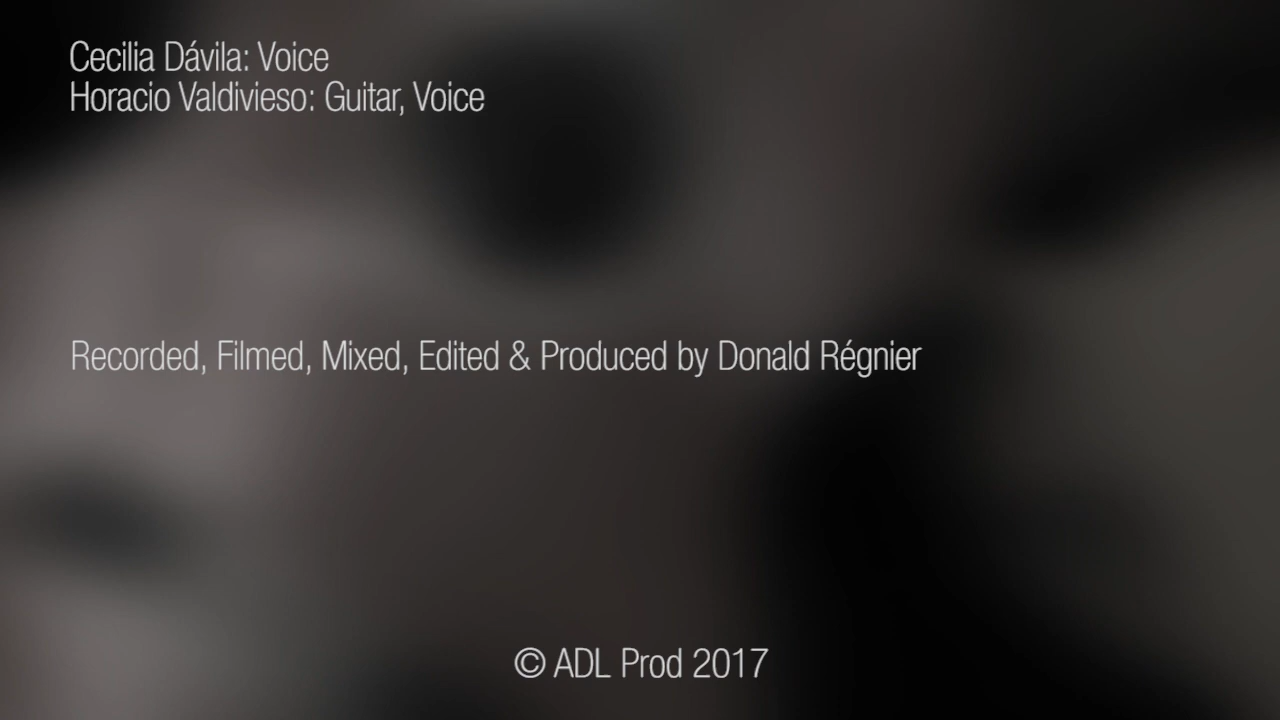 Cecilia Dávila: Voice
Horacio Valdivieso: Guitar, Voice
Recorded, Filmed, Mixed, Edited & Produced by Donald Régnier
© ADL Prod 2017